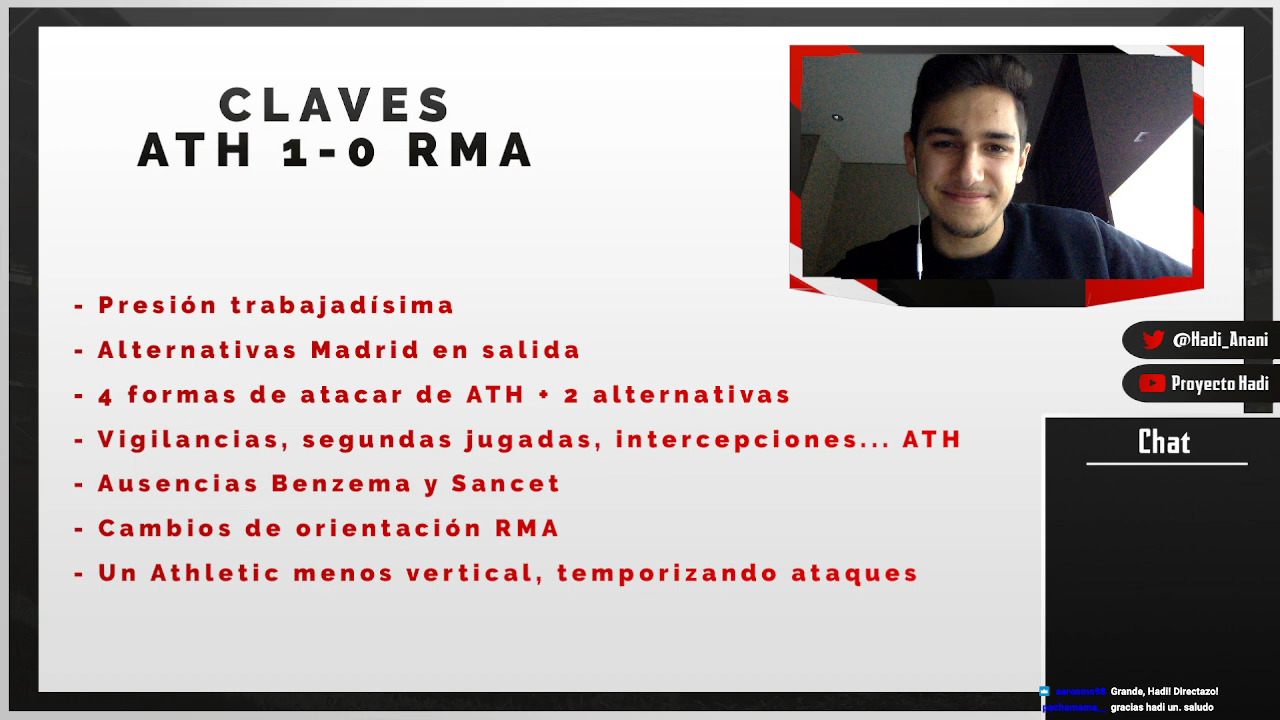 CLAVES
ATH 1-0 RMA
- Presión trabajadísima
- Alternativas Madrid en salida
- 4 formas de atacar de ATH + 2 alternativas
- Vigilancias, segundas jugadas, intercepciones... ATH
- Ausencias Benzema y Sancet
- Cambios de orientación RMA
- Un Athletic menos vertical, temporizando ataques
@Hadi_Anani
Proyecto Hadi
Chat
Grande, Hadi! Directazo!
gracias hadi un. saludo